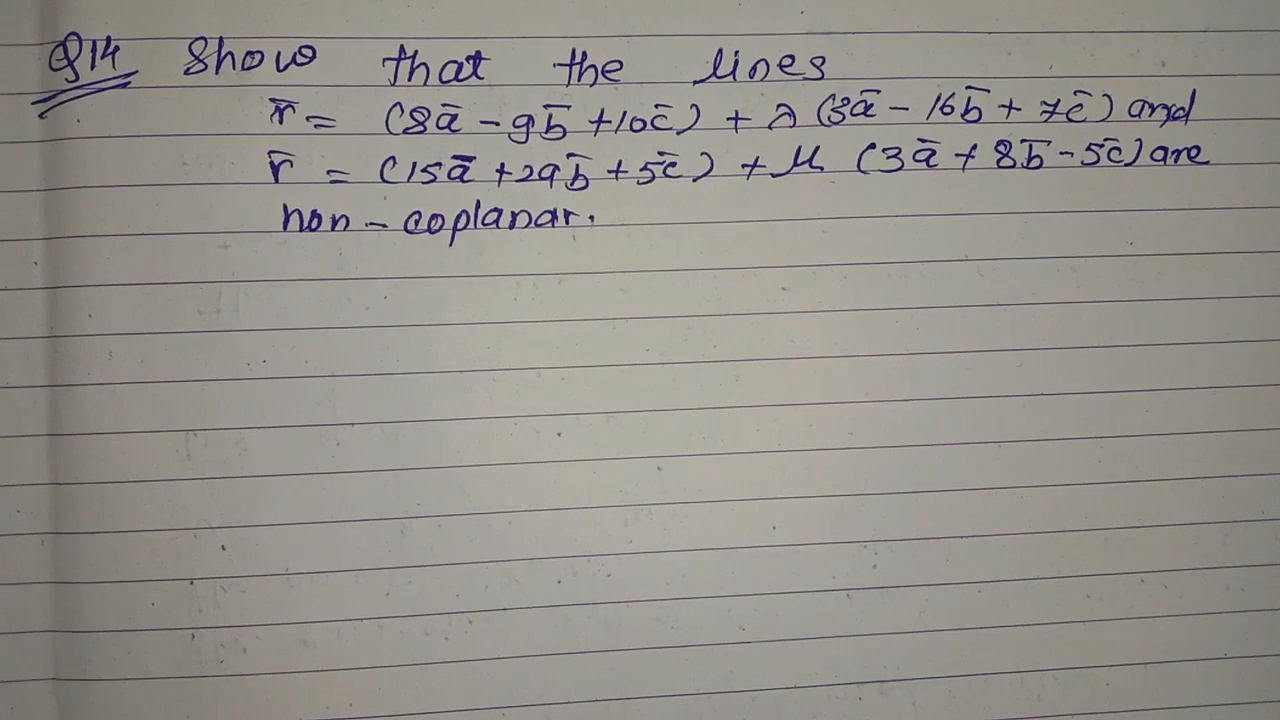 Q14 Show that the lines
r̄ = (8ā - 9b̄ + 10c̄) + λ (3ā - 16b̄ + 7c̄) and
r̄ = (15ā + 29b̄ + 5c̄) + μ (3ā + 8b̄ - 5c̄) are
non - coplanar.